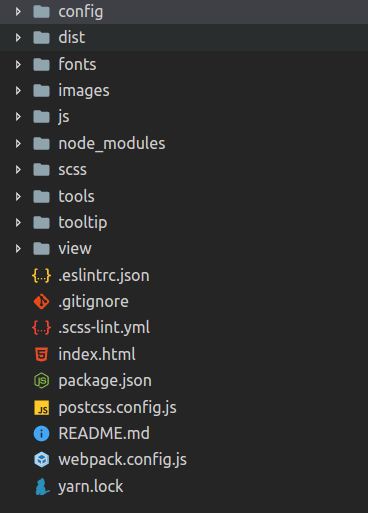 config
dist
fonts
images
js
node_modules
scss
tools
tooltip
view
.eslintrc.json
.gitignore
.scss-lint.yml
index.html
package.json
postcss.config.js
README.md
webpack.config.js
yarn.lock